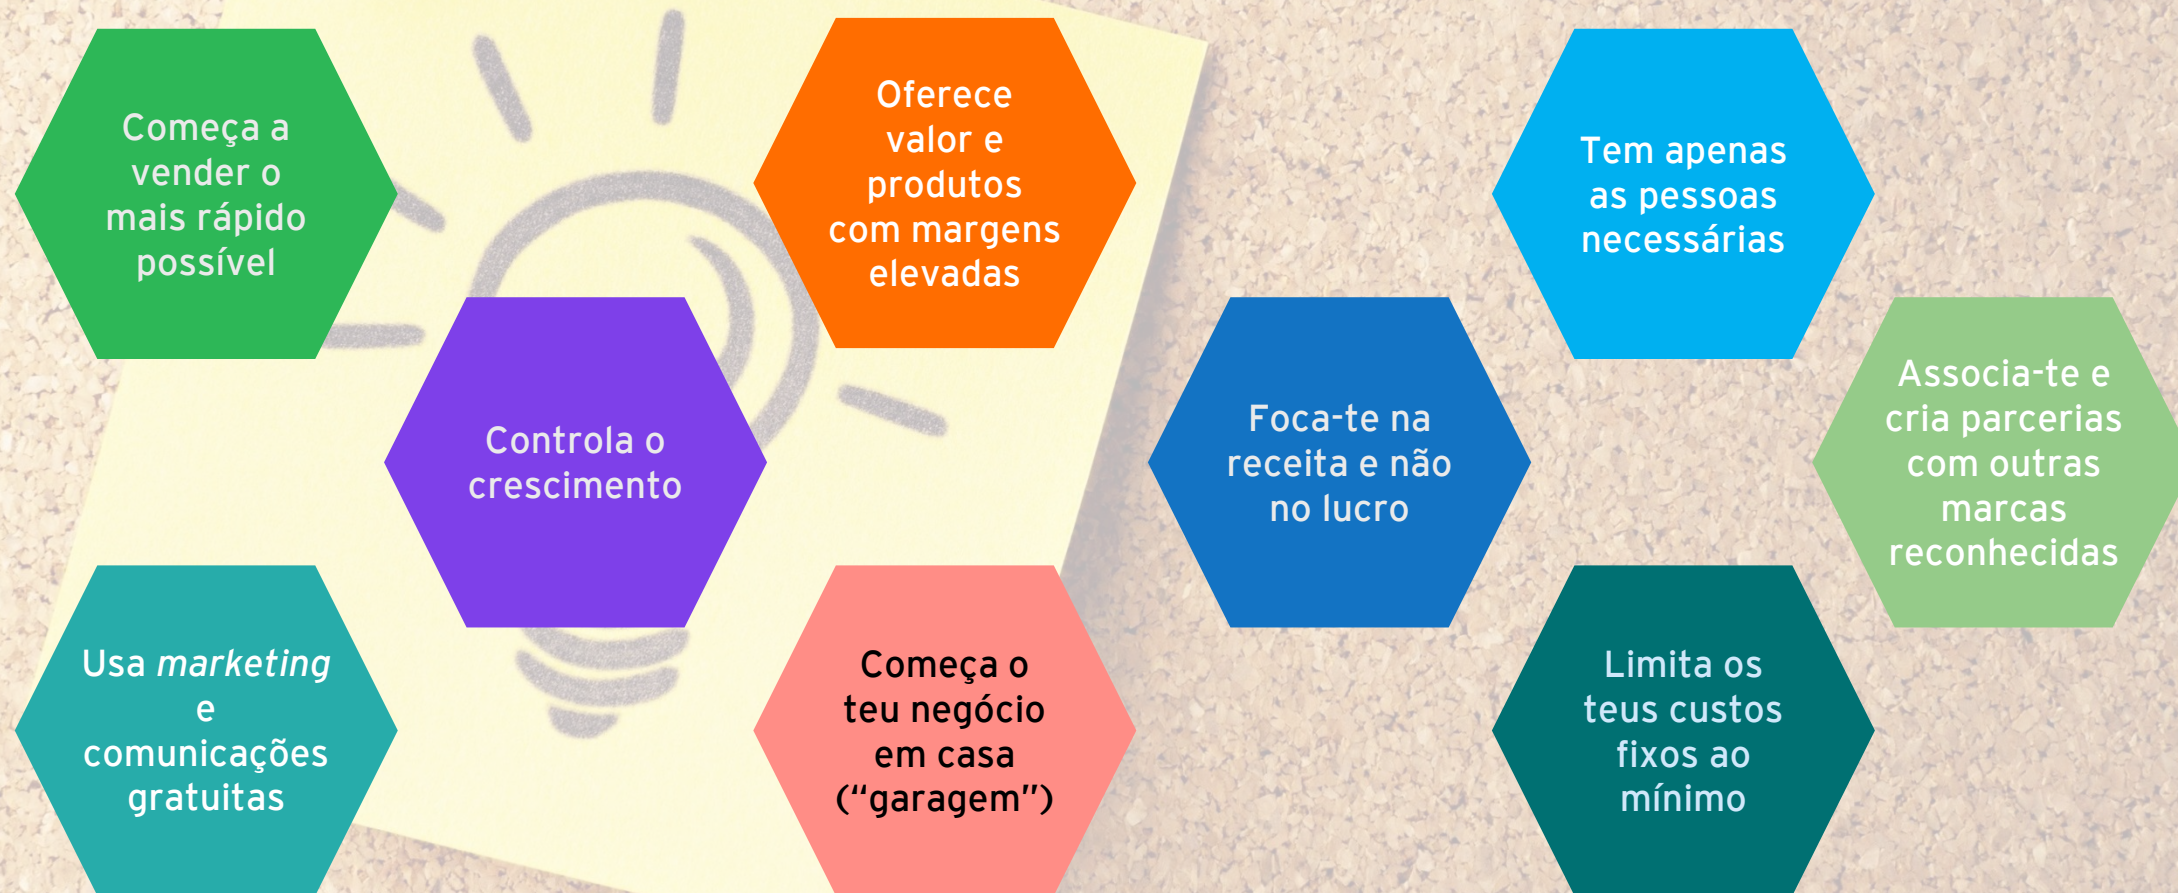 Começa a
vender o
mais rápido
possível
Oferece
valor e
produtos
com margens
elevadas
Tem apenas
as pessoas
necessárias
Controla o
crescimento
Foca-te na
receita e não
no lucro
Associa-te e
cria parcerias
com outras
marcas
reconhecidas
Usa marketing
e
comunicações
gratuitas
Começa o
teu negócio
em casa
(“garagem”)
Limita os
teus custos
fixos ao
mínimo